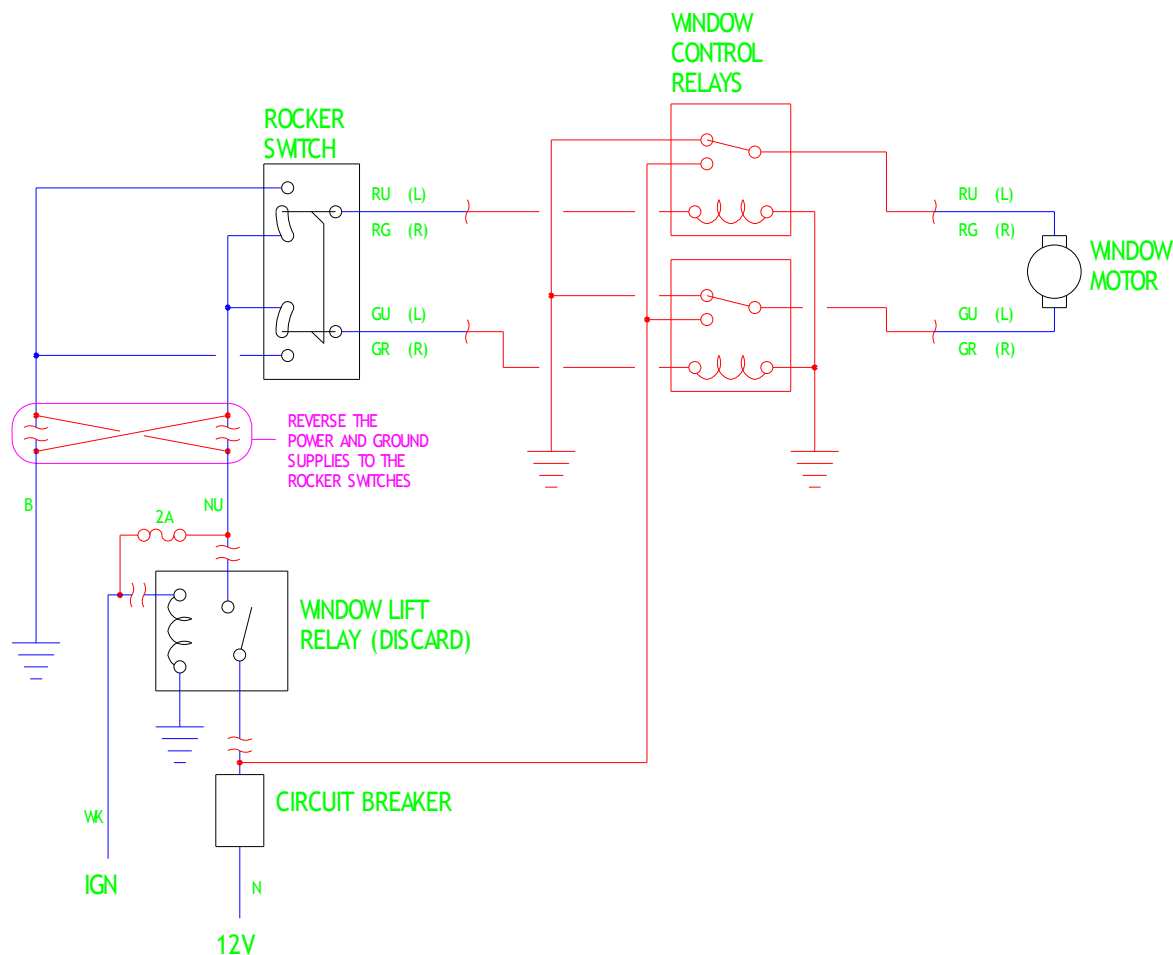 WINDOW
CONTROL
RELAYS
ROCKER
SWITCH
RU (L)
RG (R)
RU (L)
RG (R)
WINDOW
MOTOR
GU (L)
GR (R)
GU (L)
GR (R)
REVERSE THE
POWER AND GROUND
SUPPLIES TO THE
ROCKER SWITCHES
B
NU
2A
WINDOW LIFT
RELAY (DISCARD)
CIRCUIT BREAKER
WK
IGN
N
12V